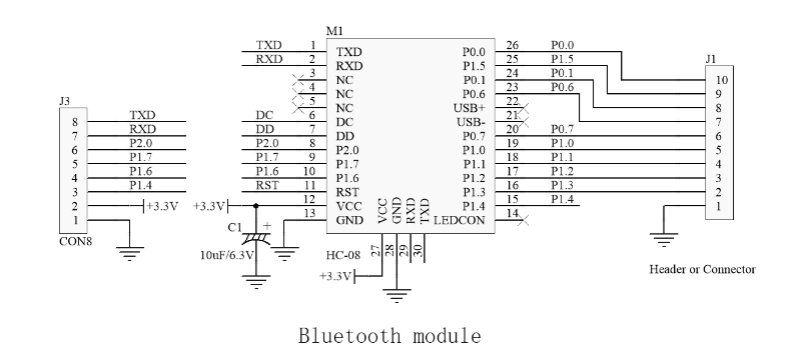 M1
TXD 1 TXD P0.0 26 P0.0
RXD 2 RXD P1.5 25 P1.5 J1
3 NC P0.1 24 P0.1 10
4 NC P0.6 23 P0.6 9
J3 5 NC USB+ 22 8
8 TXD DC 6 DC USB- 21 7
7 RXD DD 7 DD P0.7 20 P0.7 6
6 P2.0 P2.0 8 P2.0 P1.0 19 P1.0 5
5 P1.7 P1.7 9 P1.7 P1.1 18 P1.1 4
4 P1.6 P1.6 10 P1.6 P1.2 17 P1.2 3
3 P1.4 RST 11 RST P1.3 16 P1.3 2
2 +3.3V +3.3V 12 VCC P1.4 15 P1.4 1
1 C1 + 13 GND VCC GND RXD TXD LEDCON 14
CON8
10uF/6.3V HC-08 27 28 29 30
+3.3V
Header or Connector
Bluetooth module